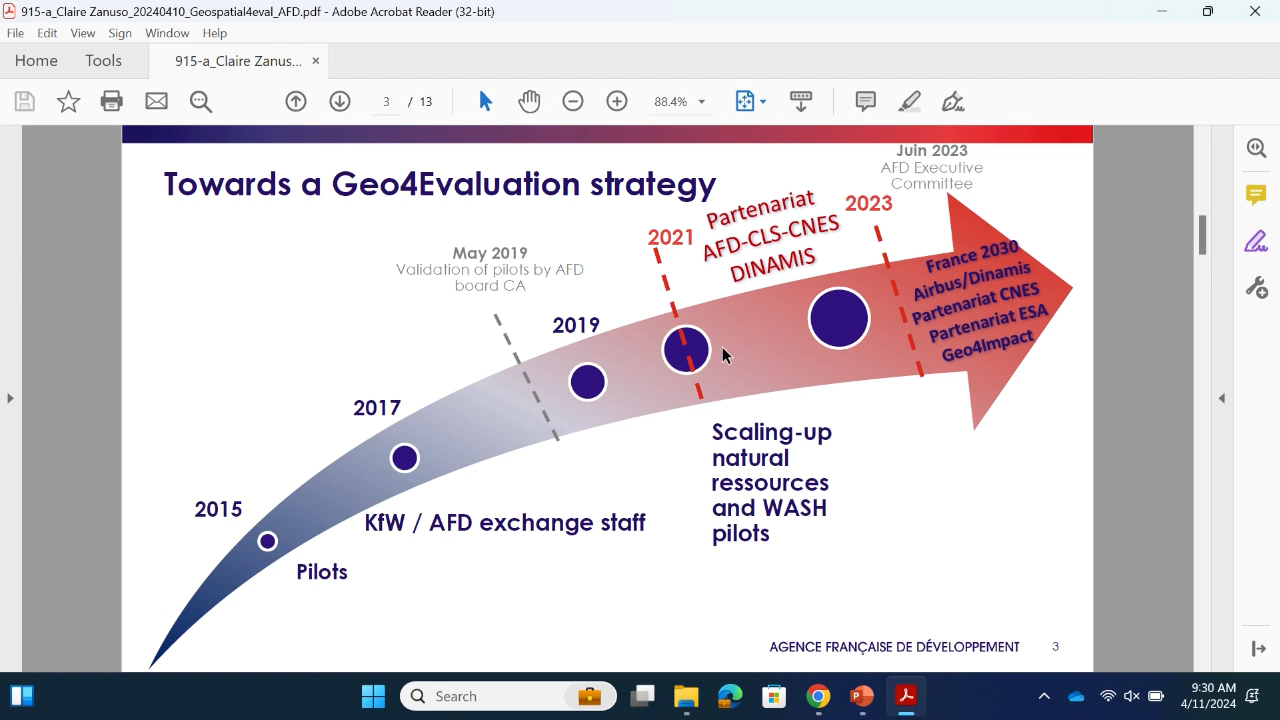 915-a_Claire Zanuso_20240410_Geospatial4eval_AFD.pdf - Adobe Acrobat Reader (32-bit)
File Edit View Sign Window Help
Home Tools 915-a_Claire Zanus... ×
3 / 13 88.4%
Towards a Geo4Evaluation strategy
Juin 2023
AFD Executive
Committee
2023
Partenariat
AFD-CLS-CNES
DINAMIS
2021
May 2019
Validation of pilots by AFD
board CA
France 2030
Airbus/Dinamis
Partenariat CNES
Partenariat ESA
Geo4Impact
2019
2017
2015
Scaling-up
natural
ressources
and WASH
pilots
KfW / AFD exchange staff
Pilots
AGENCE FRANÇAISE DE DÉVELOPPEMENT 3
Search
9:30 AM
4/11/2024